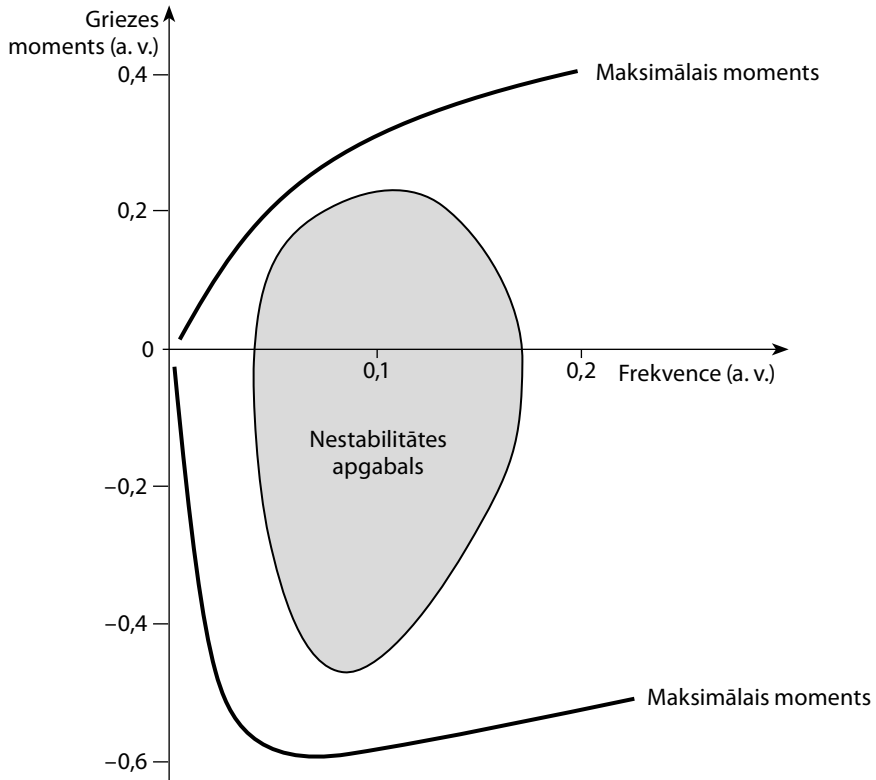 Griezes
moments (a. v.)
0,4
Maksimālais moments
0,2
0
0,1
0,2
Frekvence (a. v.)
Nestabilitātes
apgabals
−0,2
−0,4
Maksimālais moments
−0,6